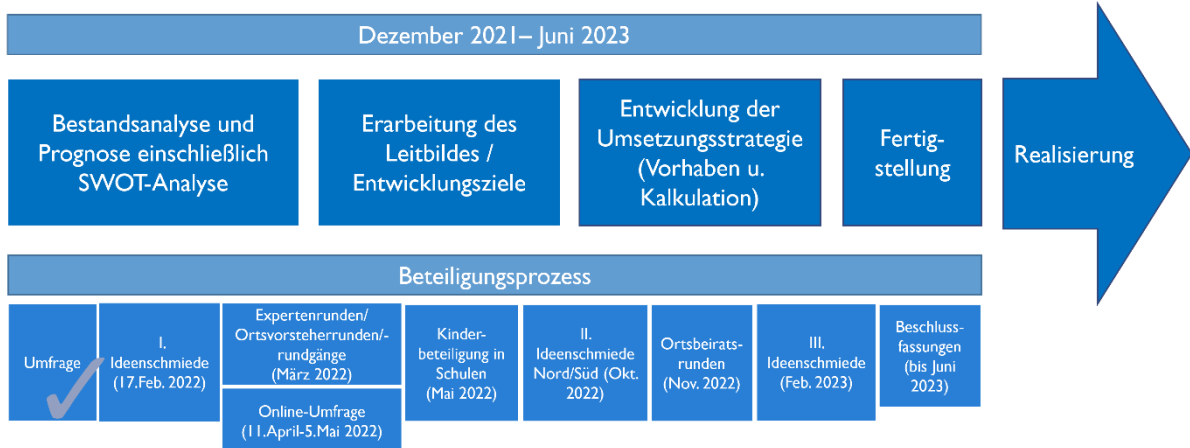 Dezember 2021– Juni 2023
Bestandsanalyse und
Prognose einschließlich
SWOT-Analyse
Erarbeitung des
Leitbildes /
Entwicklungsziele
Entwicklung der
Umsetzungsstrategie
(Vorhaben u.
Kalkulation)
Fertig-
stellung
Realisierung
Beteiligungsprozess
Umfrage
I.
Ideenschmiede
(17.Feb. 2022)
Expertenrunden/
Ortsvorsteherrunden/-
rundgänge
(März 2022)
Online-Umfrage
(11.April-5.Mai 2022)
Kinder-
beteiligung in
Schulen
(Mai 2022)
II.
Ideenschmiede
Nord/Süd (Okt.
2022)
Ortsbeirats-
runden
(Nov. 2022)
III. Ideenschmiede
(Feb. 2023)
Beschluss-
fassungen
(bis Juni
2023)